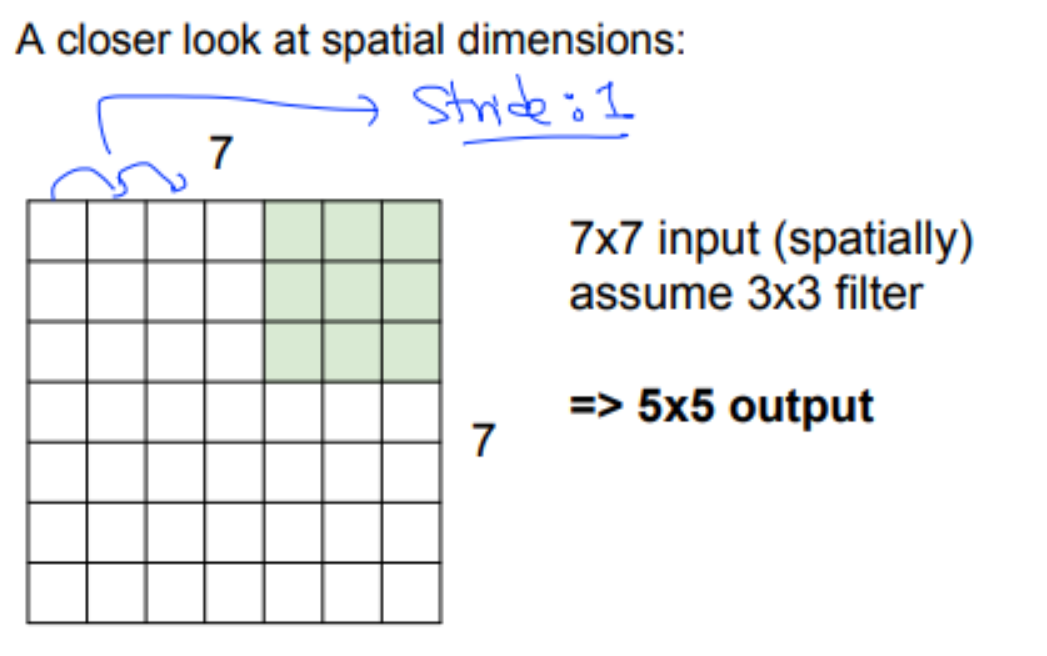 A closer look at spatial dimensions:
Stride : 1
7
7x7 input (spatially)
assume 3x3 filter
=> 5x5 output
7